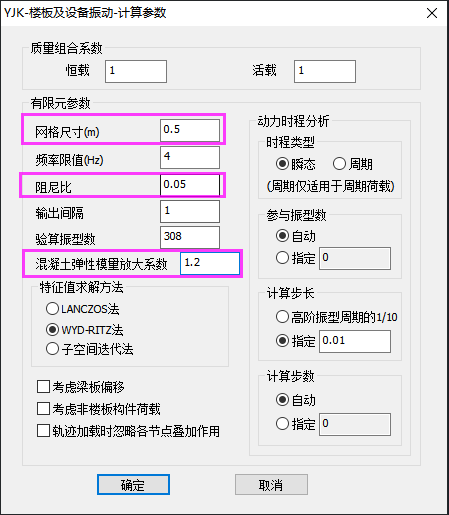 YJK-楼板及设备振动-计算参数
质量组合系数
恒载 1 活载 1
有限元参数
网格尺寸(m) 0.5
频率限值(Hz) 4
阻尼比 0.05
输出间隔 1
验算振型数 308
混凝土弹性模量放大系数 1.2
特征值求解方法
LANCZOS法
WYD-RITZ法
子空间迭代法
考虑梁板偏移
考虑非楼板构件荷载
轨迹加载时忽略各节点叠加作用
动力时程分析
时程类型
瞬态 周期
(周期仅适用于周期荷载)
参与振型数
自动
指定 0
计算步长
高阶振型周期的1/10
指定 0.01
计算步数
自动
指定 0
确定 取消